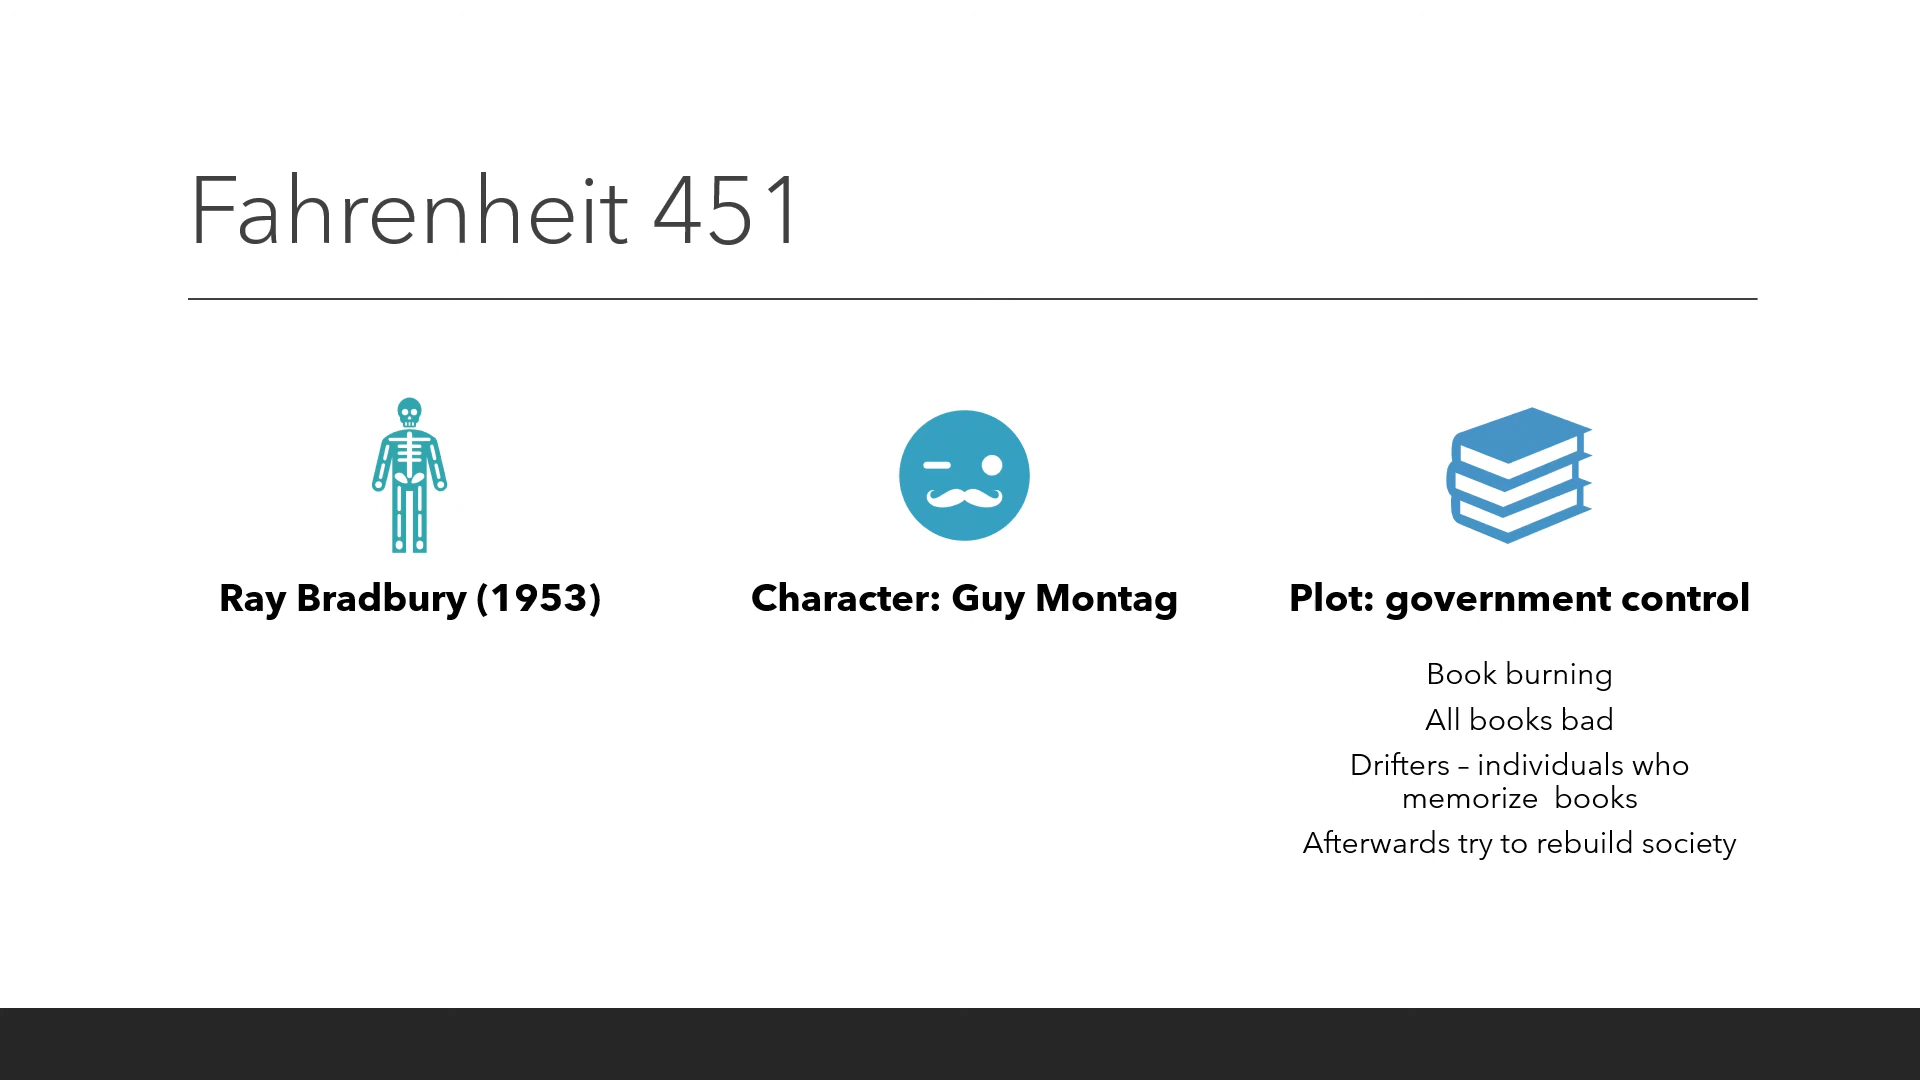 Fahrenheit 451
Ray Bradbury (1953)
Character: Guy Montag
Plot: government control
Book burning
All books bad
Drifters – individuals who
memorize  books
Afterwards try to rebuild society